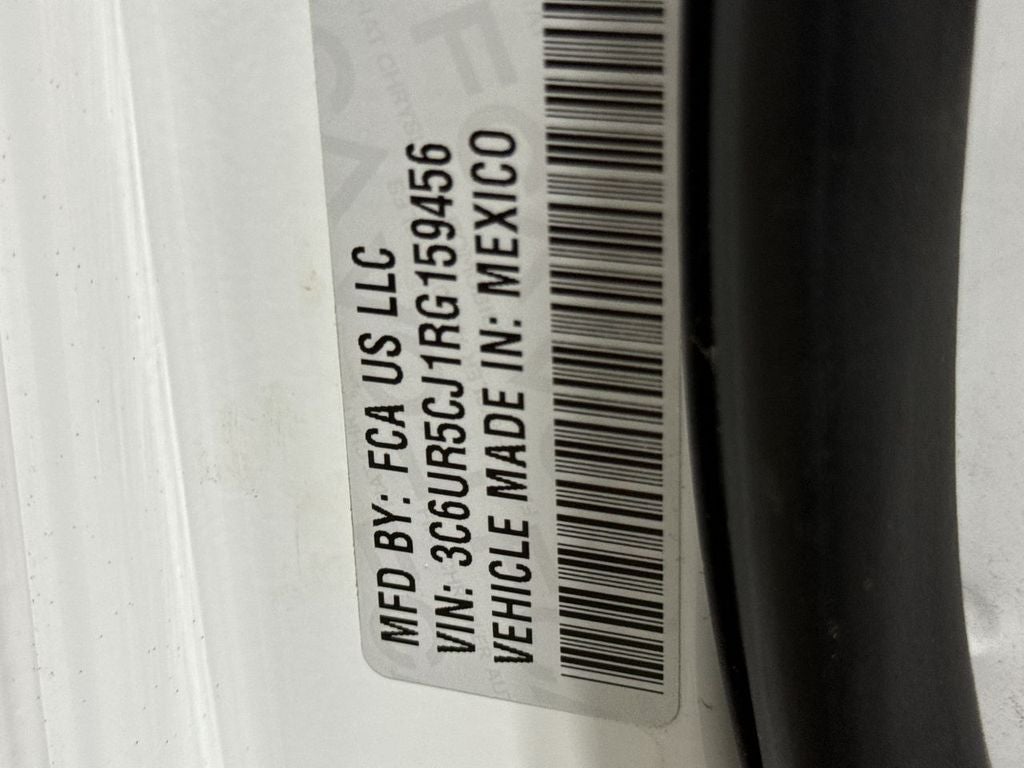 MFD BY: FCA US LLC
VIN: 3C6UR5CJ1RG159456
VEHICLE MADE IN: MEXICO